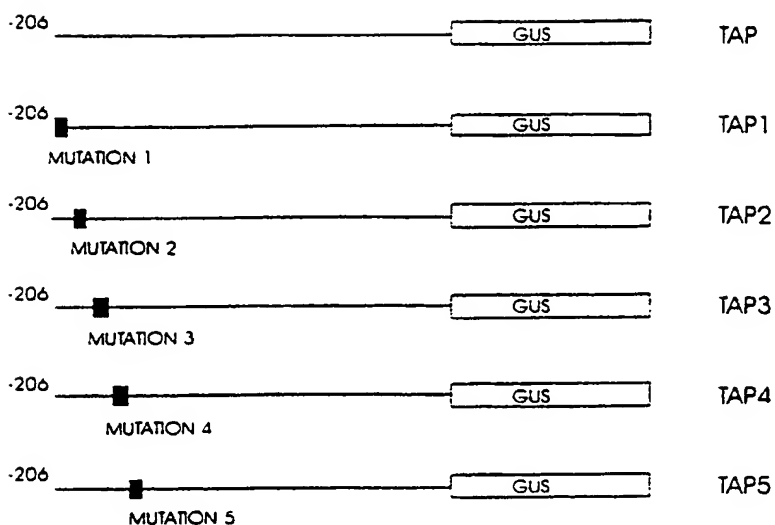 -206 GUS TAP
-206 GUS TAP1
MUTATION 1
-206 GUS TAP2
MUTATION 2
-206 GUS TAP3
MUTATION 3
-206 GUS TAP4
MUTATION 4
-206 GUS TAP5
MUTATION 5